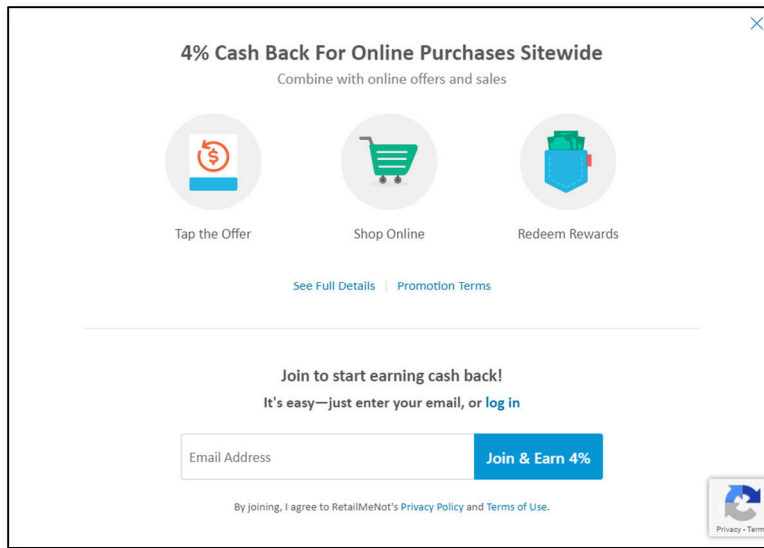 4% Cash Back For Online Purchases Sitewide
Combine with online offers and sales
$
Tap the Offer
Shop Online
Redeem Rewards
See Full Details | Promotion Terms
Join to start earning cash back!
It's easy—just enter your email, or log in
Email Address
Join & Earn 4%
By joining, I agree to RetailMeNot's Privacy Policy and Terms of Use.
Privacy - Term